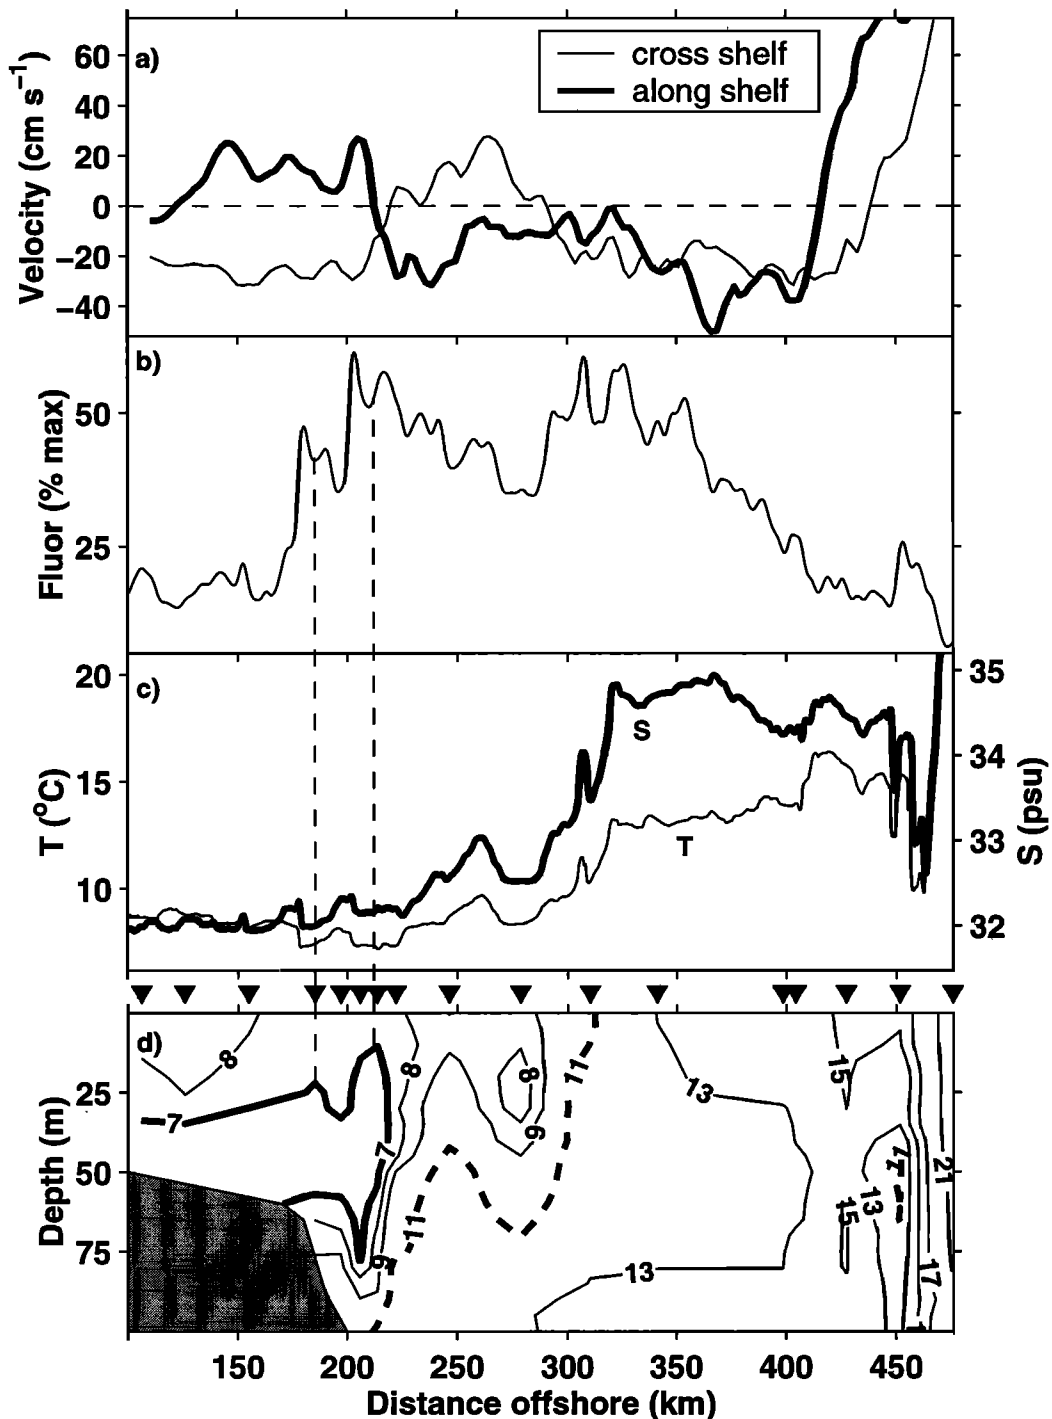 a)
cross shelf
along shelf
60
40
20
0
−20
−40
Velocity (cm s⁻¹)
b)
50
25
Fluor (% max)
c)
20
15
10
T (°C)
35
34
33
32
S (psu)
S
T
d)
25
50
75
Depth (m)
8
7
8
7
9
11
8
9
11
13
13
15
15
13
11
17
21
150 200 250 300 350 400 450
Distance offshore (km)